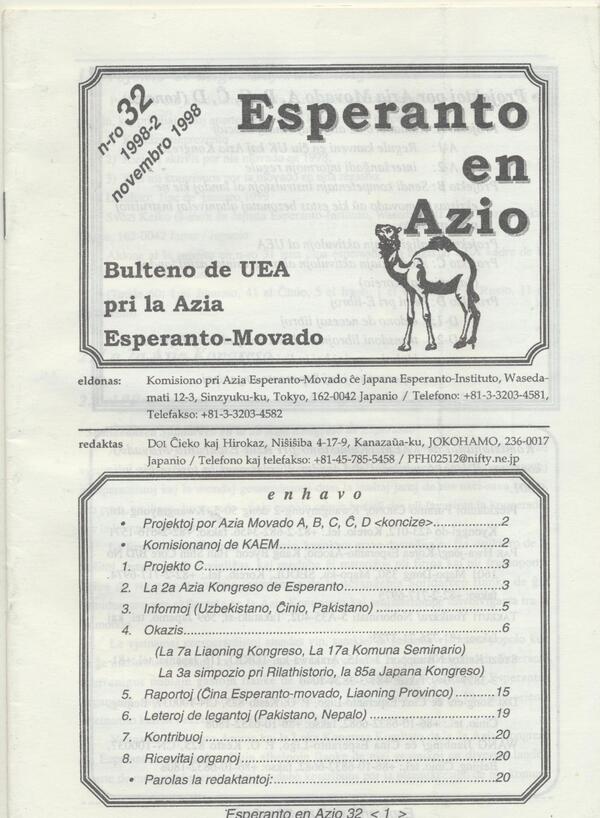 n-ro 32
1998-2
novembro 1998
Esperanto
en
Azio
Bulteno de UEA
pri la Azia
Esperanto-Movado
eldonas: Komisiono pri Azia Esperanto-Movado ĉe Japana Esperanto-Instituto, Waseda-
mati 12-3, Sinzyuku-ku, Tokyo, 162-0042 Japanio / Telefono: +81-3-3203-4581,
Telefakso: +81-3-3203-4582
redaktas DOI Ĉieko kaj Hirokaz, Niŝiŝiba 4-17-9, Kanazaŭa-ku, JOKOHAMO, 236-0017
Japanio / Telefono kaj telefakso: +81-45-785-5458 / PFH02512@nifty.ne.jp
enhavo
• Projektoj por Azia Movado A, B, C, Ĉ, D <koncize>..................2
• Komisionanoj de KAEM..................2
1. Projekto C..................3
2. La 2a Azia Kongreso de Esperanto..................3
3. Informoj (Uzbekistano, Ĉinio, Pakistano)..................5
4. Okazis..................6
(La 7a Liaoning Kongreso, La 17a Komuna Seminario)
La 3a simpozio pri Rilathistorio, la 85a Japana Kongreso)
5. Raportoj (Ĉina Esperanto-movado, Liaoning Provinco)..................15
6. Leteroj de legantoj (Pakistano, Nepalo)..................19
7. Kontribuoj..................20
8. Ricevitaj organoj..................20
• Parolas la redaktantoj:..................20
Esperanto en Azio 32 < 1 >